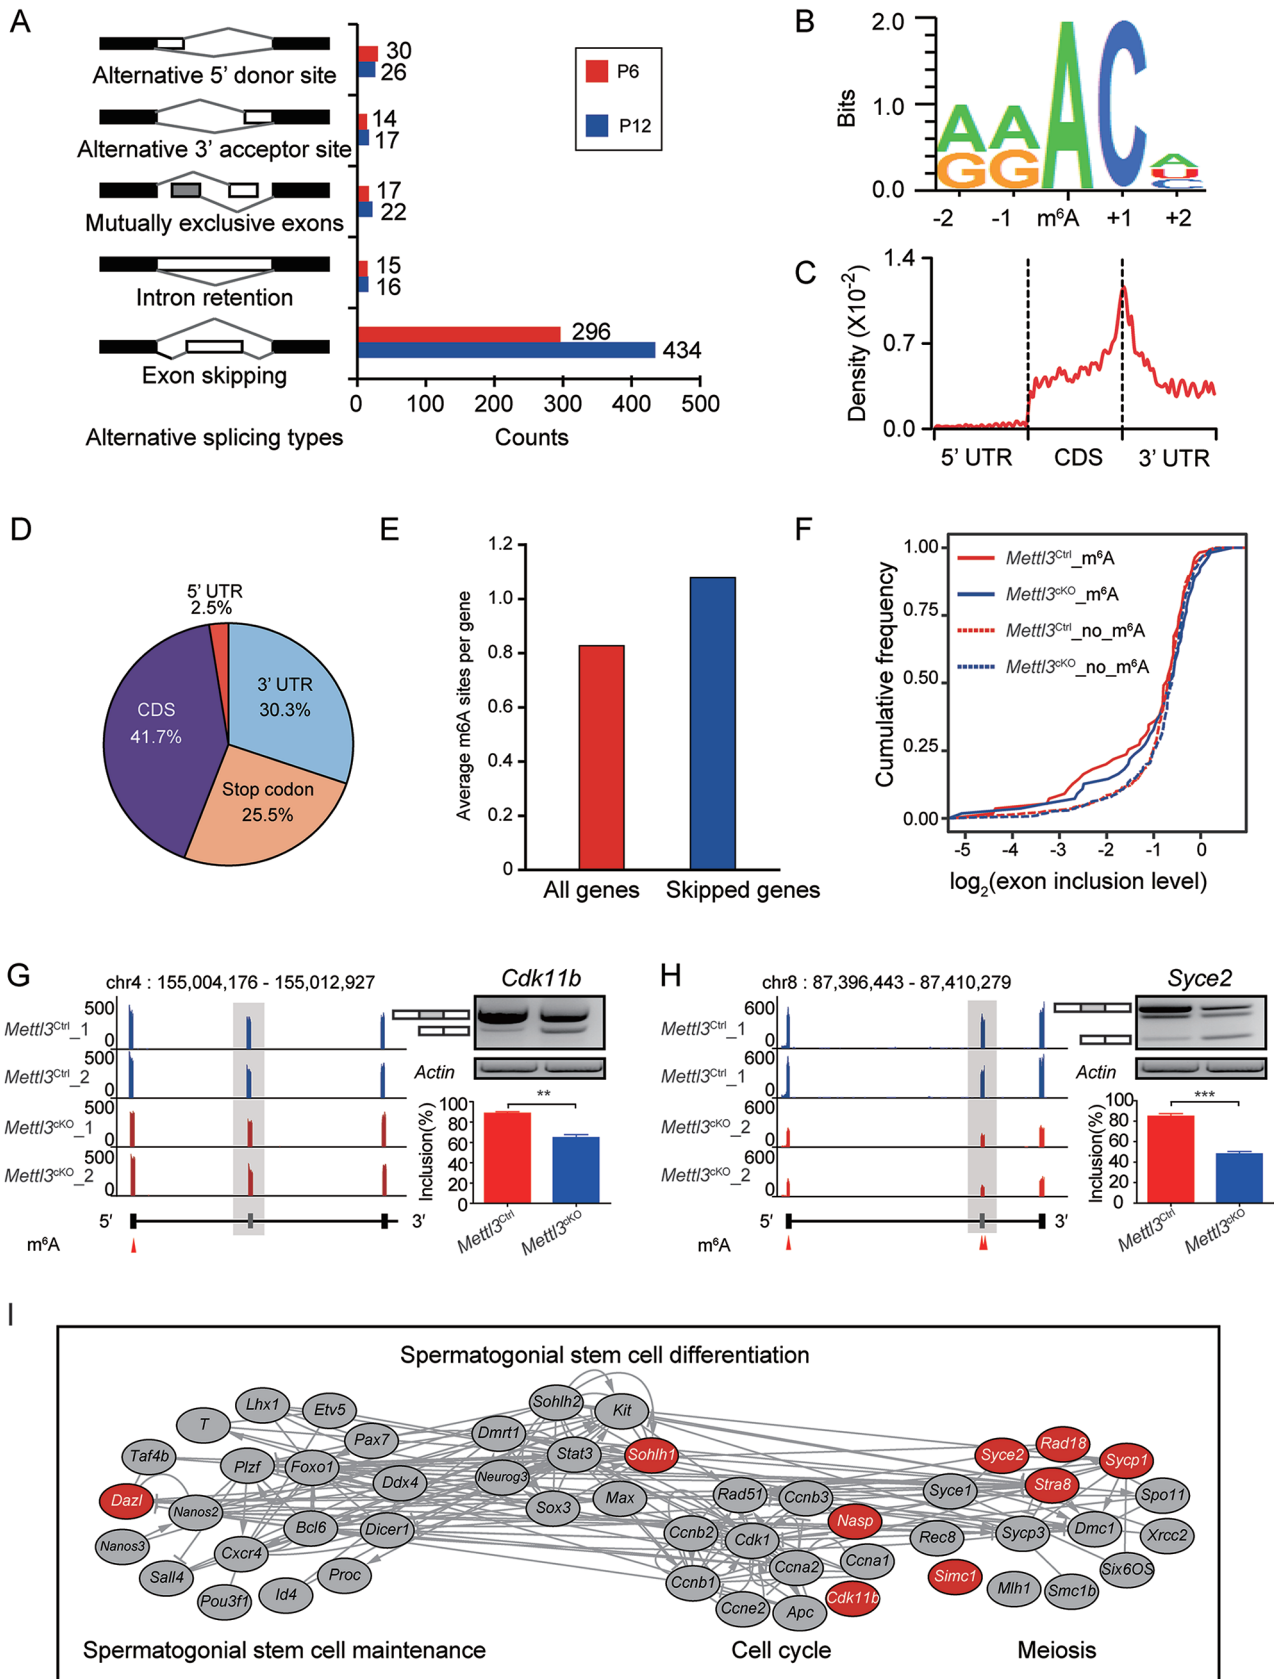 A
Alternative 5' donor site
30
26
Alternative 3' acceptor site
14
17
Mutually exclusive exons
17
22
Intron retention
15
16
Exon skipping
296
434
0 100 200 300 400 500
Alternative splicing types
Counts
P6
P12
B
Bits
2.0
1.0
0.0
A G A G A C A U C
-2 -1 m⁶A +1 +2
C
Density (X10⁻²)
1.4
0.7
0.0
5' UTR CDS 3' UTR
D
5' UTR
2.5%
3' UTR
30.3%
CDS
41.7%
Stop codon
25.5%
E
Average m6A sites per gene
1.2
1.0
0.8
0.6
0.4
0.2
0
All genes Skipped genes
F
Cumulative frequency
1.00
0.75
0.50
0.25
0.00
Mettl3ᶜᵗʳˡ_m⁶A
Mettl3ᶜᴷᴼ_m⁶A
Mettl3ᶜᵗʳˡ_no_m⁶A
Mettl3ᶜᴷᴼ_no_m⁶A
-5 -4 -3 -2 -1 0
log₂(exon inclusion level)
G
chr4 : 155,004,176 - 155,012,927
500
Mettl3ᶜᵗʳˡ_1
0
500
Mettl3ᶜᵗʳˡ_2
0
500
Mettl3ᶜᴷᴼ_1
0
500
Mettl3ᶜᴷᴼ_2
0
5' 3'
m⁶A
Cdk11b
Actin
Inclusion(%)
100
80
60
40
20
0
**
Mettl3ᶜᵗʳˡ Mettl3ᶜᴷᴼ
H
chr8 : 87,396,443 - 87,410,279
600
Mettl3ᶜᵗʳˡ_1
0
600
Mettl3ᶜᵗʳˡ_1
0
600
Mettl3ᶜᴷᴼ_2
0
600
Mettl3ᶜᴷᴼ_2
0
5' 3'
m⁶A
Syce2
Actin
Inclusion(%)
100
80
60
40
20
0
***
Mettl3ᶜᵗʳˡ Mettl3ᶜᴷᴼ
I
Spermatogonial stem cell differentiation
Lhx1
Etv5
T
Pax7
Taf4b
Plzf
Foxo1
Ddx4
Dazl
Nanos2
Bcl6
Dicer1
Nanos3
Cxcr4
Sall4
Proc
Id4
Pou3f1
Sohlh2
Kit
Dmrt1
Stat3
Sohlh1
Neurog3
Sox3
Max
Rad51
Ccnb3
Nasp
Ccnb2
Cdk1
Ccna2
Ccna1
Ccnb1
Ccne2
Apc
Cdk11b
Syce2
Rad18
Sycp1
Stra8
Syce1
Spo11
Rec8
Sycp3
Dmc1
Xrcc2
Simc1
Mlh1
Smc1b
Six6OS
Spermatogonial stem cell maintenance
Cell cycle
Meiosis